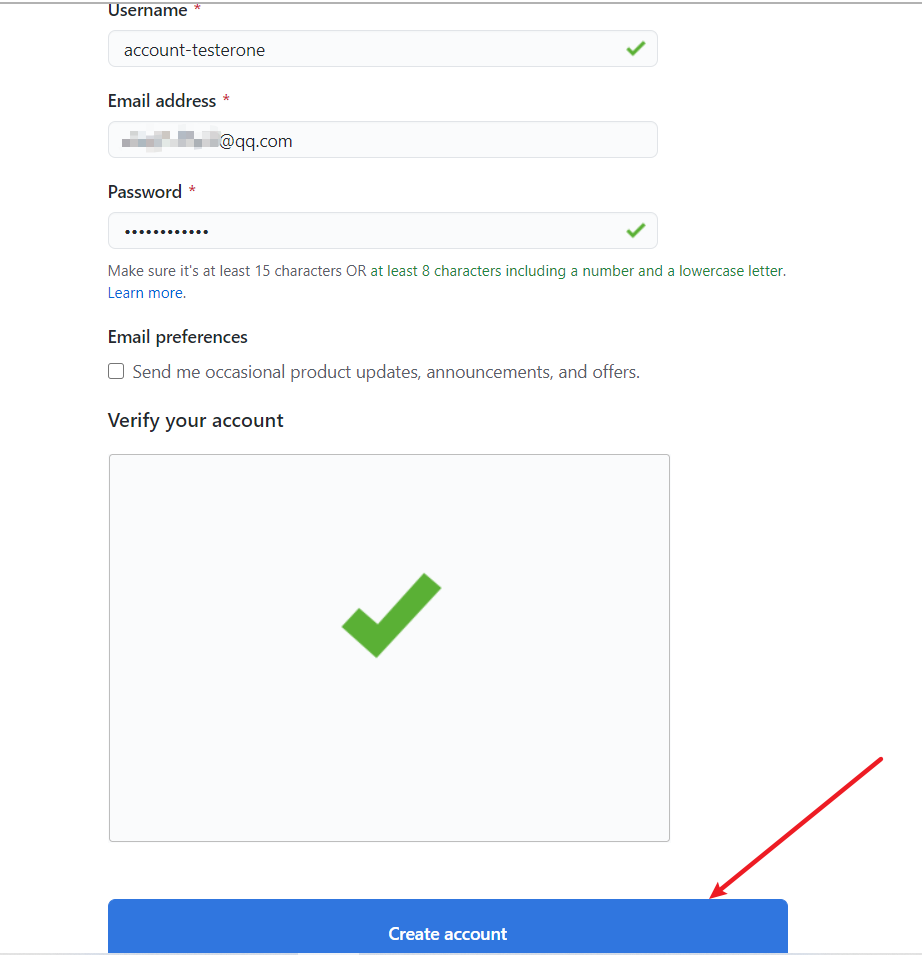 Username *
account-testerone
Email address *
@qq.com
Password *
••••••••••••
Make sure it's at least 15 characters OR at least 8 characters including a number and a lowercase letter.
Learn more.
Email preferences
Send me occasional product updates, announcements, and offers.
Verify your account
Create account